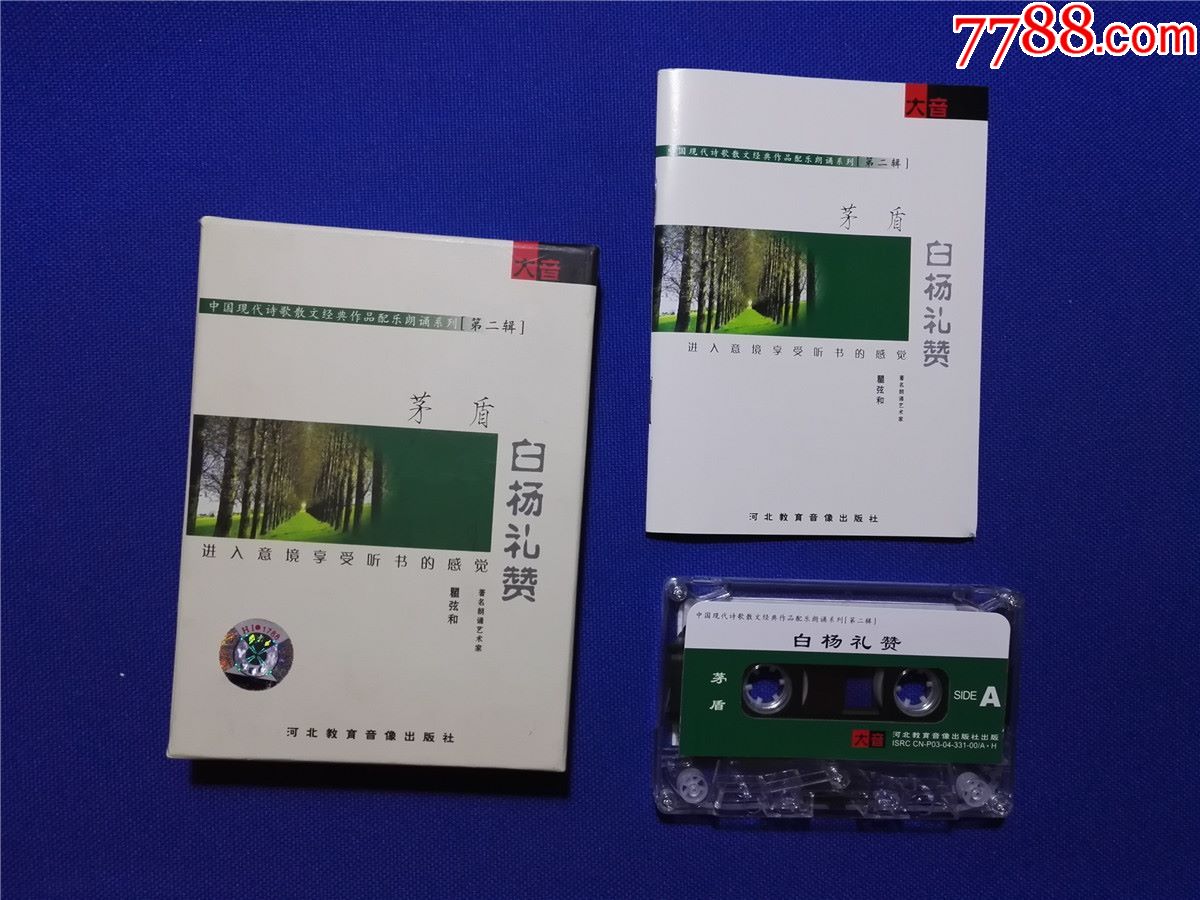 7788.com
大音
中国现代诗歌散文经典作品配乐朗诵系列[第二辑]
茅盾
白杨礼赞
进入意境享受听书的感觉
著名朗诵艺术家
瞿弦和
河北教育音像出版社
大音
中国现代诗歌散文经典作品配乐朗诵系列[第二辑]
茅盾
白杨礼赞
进入意境享受听书的感觉
著名朗诵艺术家
瞿弦和
河北教育音像出版社
中国现代诗歌散文经典作品配乐朗诵系列[第二辑]
白杨礼赞
茅盾
SIDE A
大音
河北教育音像出版社出版
ISRC CN-P03-04-331-00/A·H